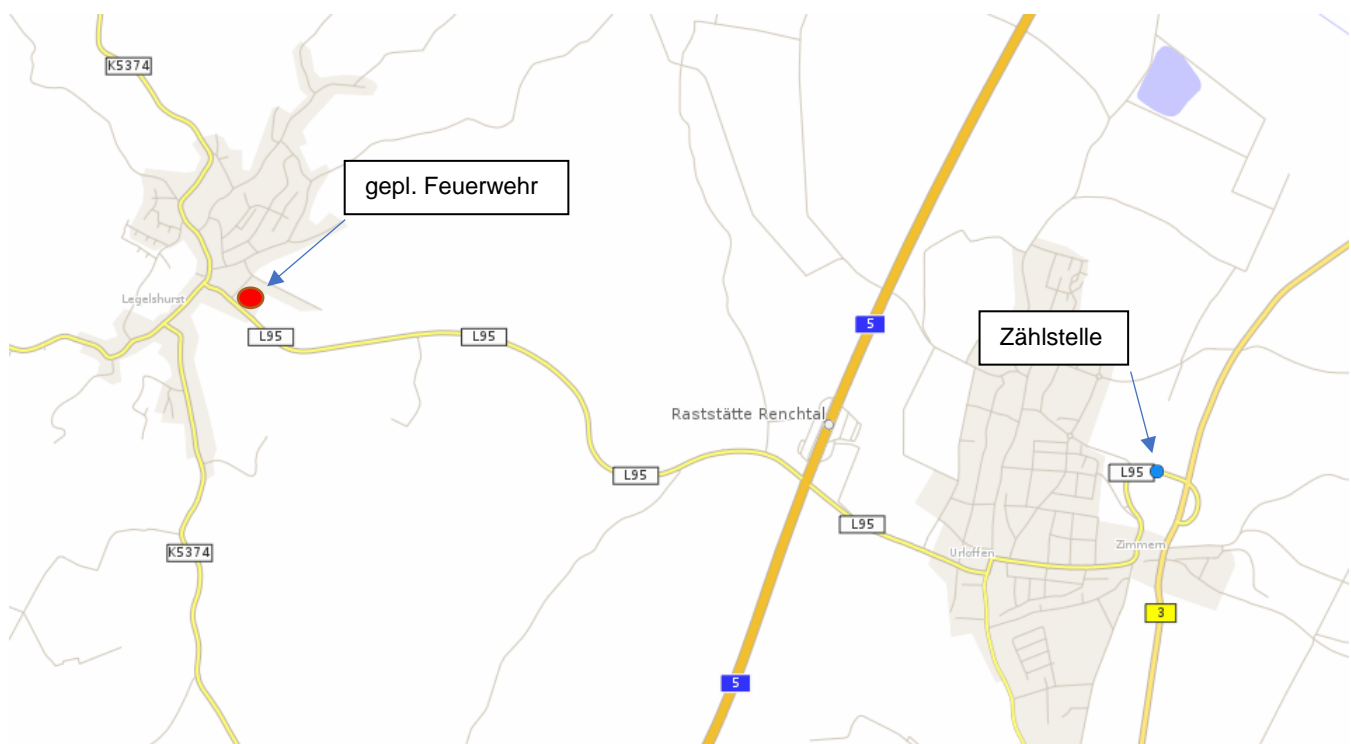 K5374
gepl. Feuerwehr
Legelshurst
L95
L95
5
Zählstelle
Raststätte Renchtal
L95
L95
L95
Urloffen
Zimmern
K5374
3
5